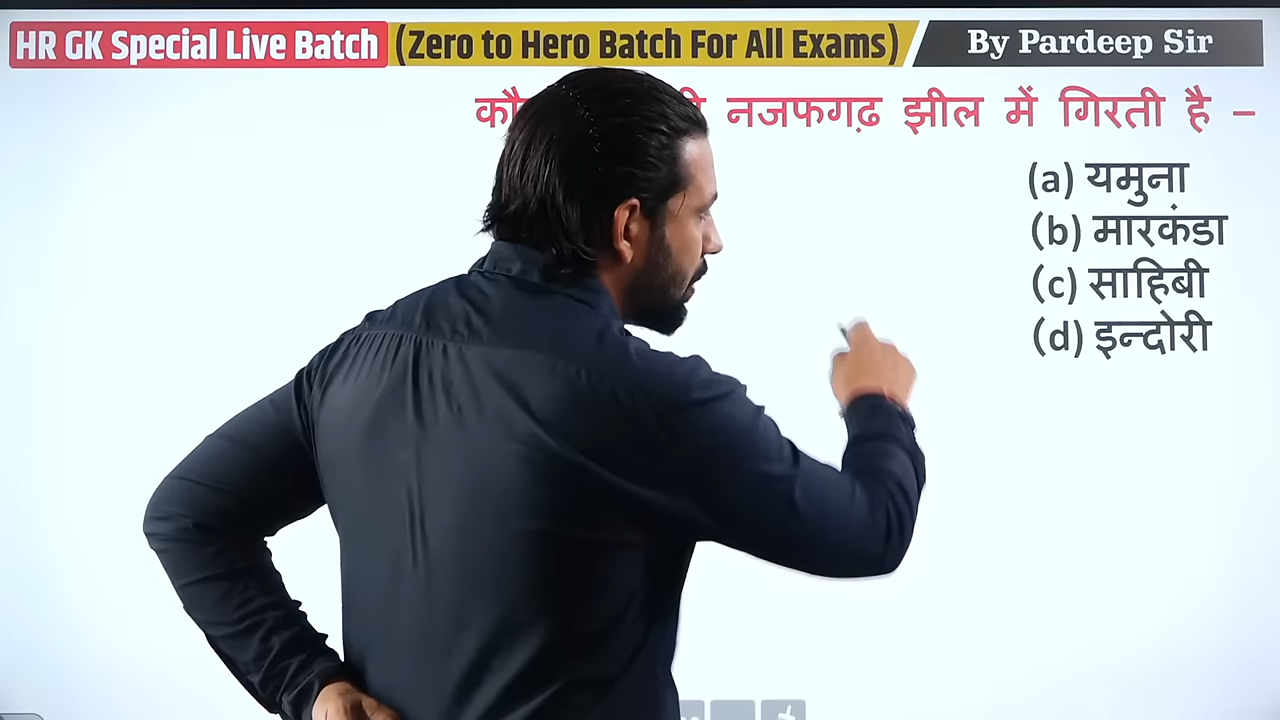 HR GK Special Live Batch (Zero to Hero Batch For All Exams) By Pardeep Sir
नजफगढ़ झील में गिरती है –
(a) यमुना
(b) मारकंडा
(c) साहिबी
(d) इन्दोरी